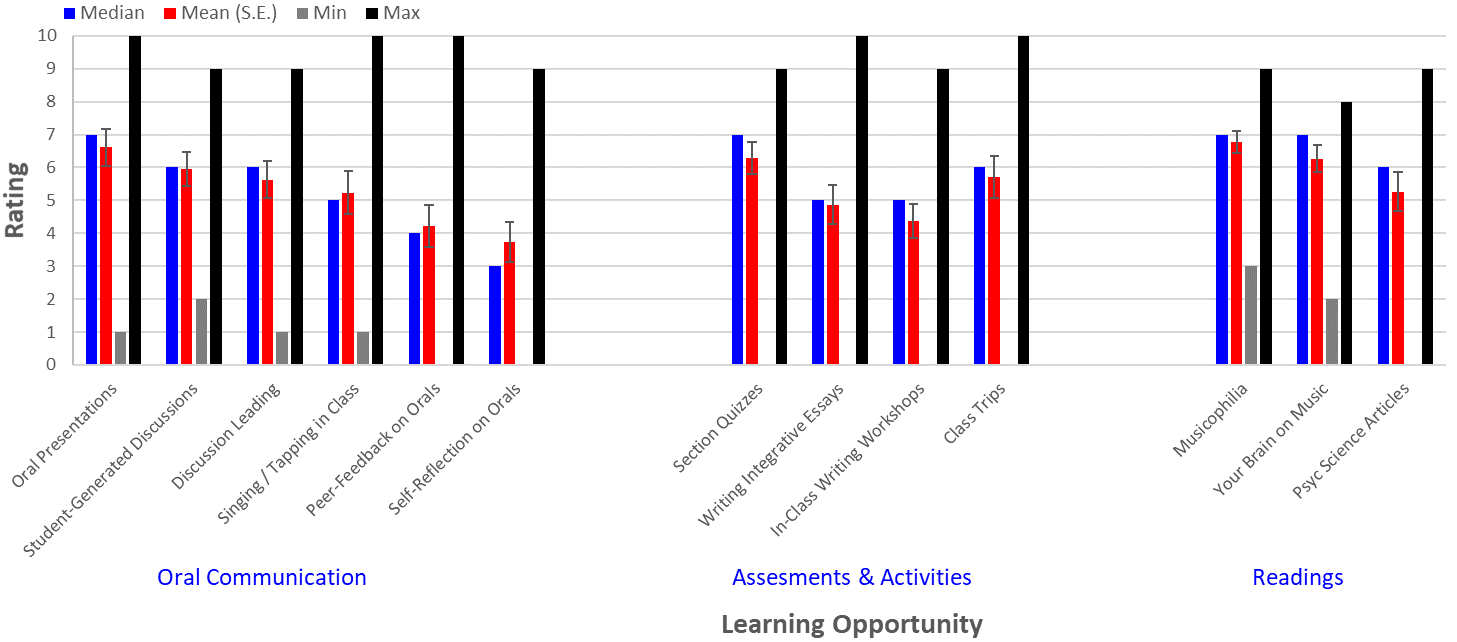 Median Mean (S.E.) Min Max
10
9
8
7
6
5
4
3
2
1
0
Rating
Oral Presentations
Student-Generated Discussions
Discussion Leading
Singing / Tapping in Class
Peer-Feedback on Orals
Self-Reflection on Orals
Section Quizzes
Writing Integrative Essays
In-Class Writing Workshops
Class Trips
Musicophilia
Your Brain on Music
Psyc Science Articles
Oral Communication
Assesments & Activities
Readings
Learning Opportunity